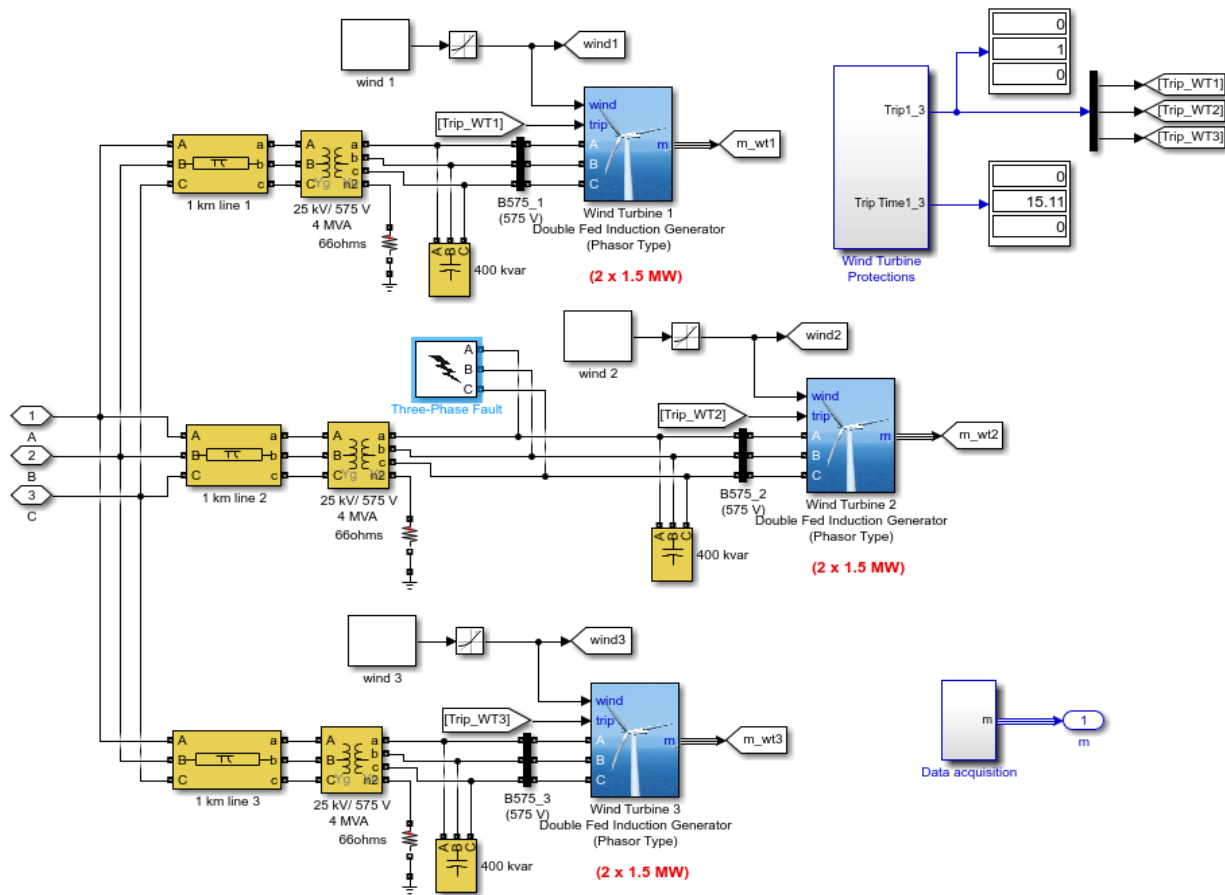 wind 1
wind1
[Trip_WT1]
wind
trip
A
B
C
m
m_wt1
A
B
C
a
b
c
1 km line 1
A
B
C
a
b
c
n2
Yg
25 kV/ 575 V
4 MVA
66ohms
A B C
400 kvar
B575_1
(575 V)
Wind Turbine 1
Double Fed Induction Generator
(Phasor Type)
(2 x 1.5 MW)
0
1
0
Trip1_3
Trip Time1_3
Wind Turbine
Protections
[Trip_WT1]
[Trip_WT2]
[Trip_WT3]
0
15.11
0
A
B
C
Three-Phase Fault
wind 2
wind2
[Trip_WT2]
wind
trip
A
B
C
m
m_wt2
1
A
2
B
3
C
A
B
C
a
b
c
1 km line 2
A
B
C
a
b
c
n2
Yg
25 kV/ 575 V
4 MVA
66ohms
A B C
400 kvar
B575_2
(575 V)
Wind Turbine 2
Double Fed Induction Generator
(Phasor Type)
(2 x 1.5 MW)
wind 3
wind3
[Trip_WT3]
wind
trip
A
B
C
m
m_wt3
A
B
C
a
b
c
1 km line 3
A
B
C
a
b
c
n2
Yg
25 kV/ 575 V
4 MVA
66ohms
A B C
400 kvar
B575_3
(575 V)
Wind Turbine 3
Double Fed Induction Generator
(Phasor Type)
(2 x 1.5 MW)
m
Data acquisition
1
m